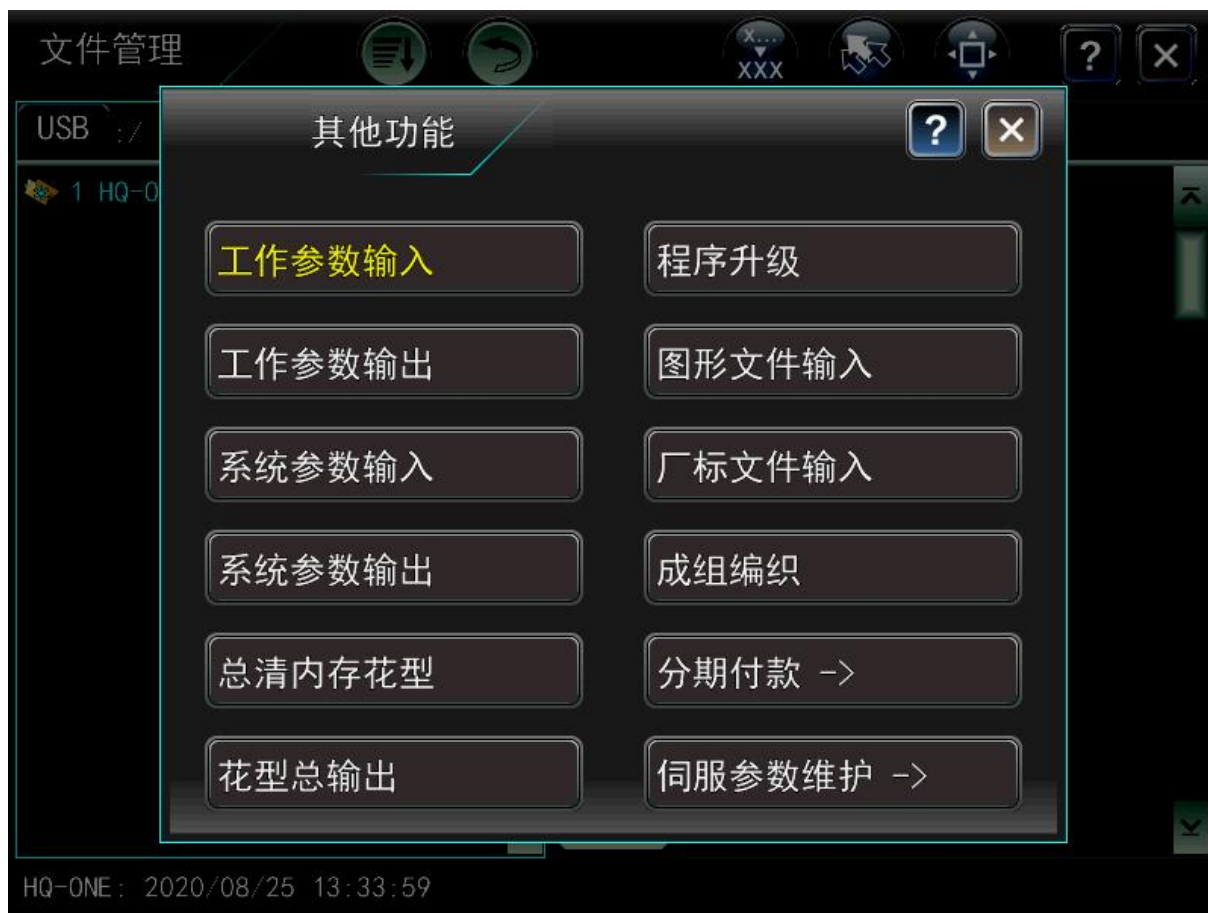 文件管理
X...
XXX
?
USB :/
其他功能
?
1 HQ-O
工作参数输入
程序升级
工作参数输出
图形文件输入
系统参数输入
厂标文件输入
系统参数输出
成组编织
总清内存花型
分期付款 ->
花型总输出
伺服参数维护 ->
HQ-ONE: 2020/08/25 13:33:59